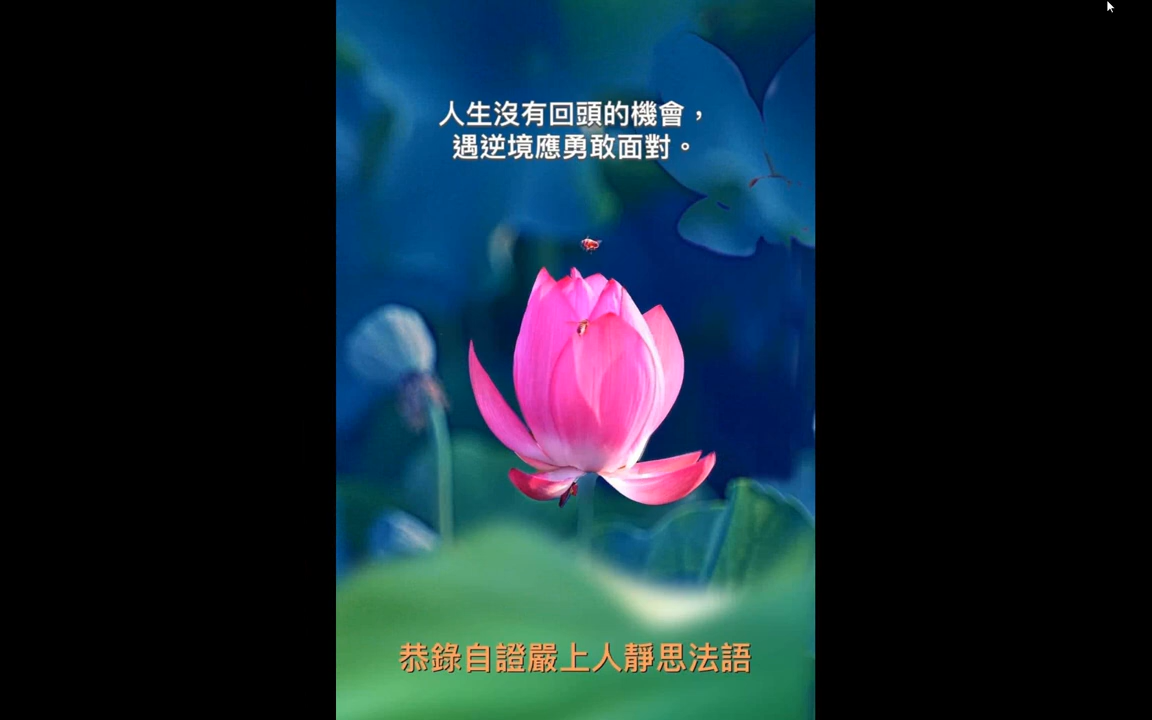 人生沒有回頭的機會，
遇逆境應勇敢面對。
恭錄自證嚴上人靜思法語